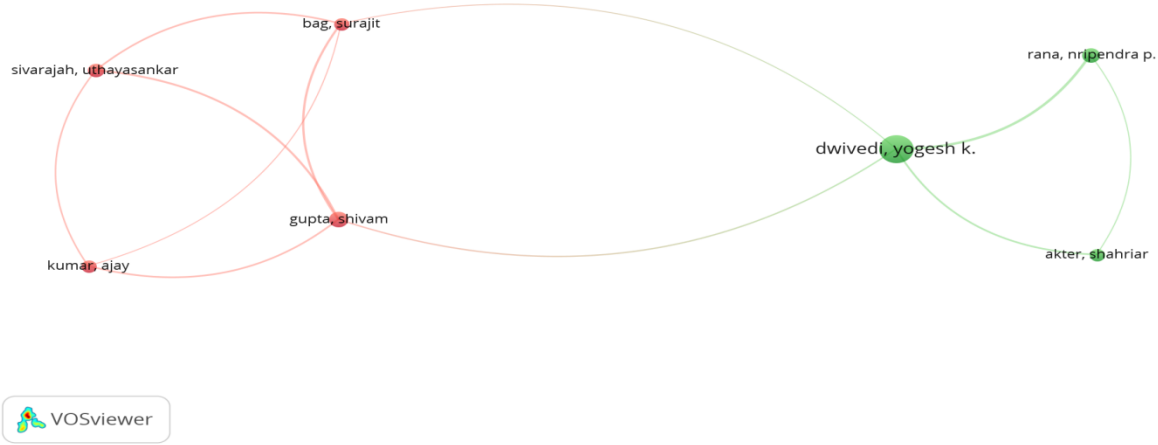 bag, surajit
rana, nripendra p.
sivarajah, uthayasankar
dwivedi, yogesh k.
gupta, shivam
akter, shahriar
kumar, ajay
VOSviewer